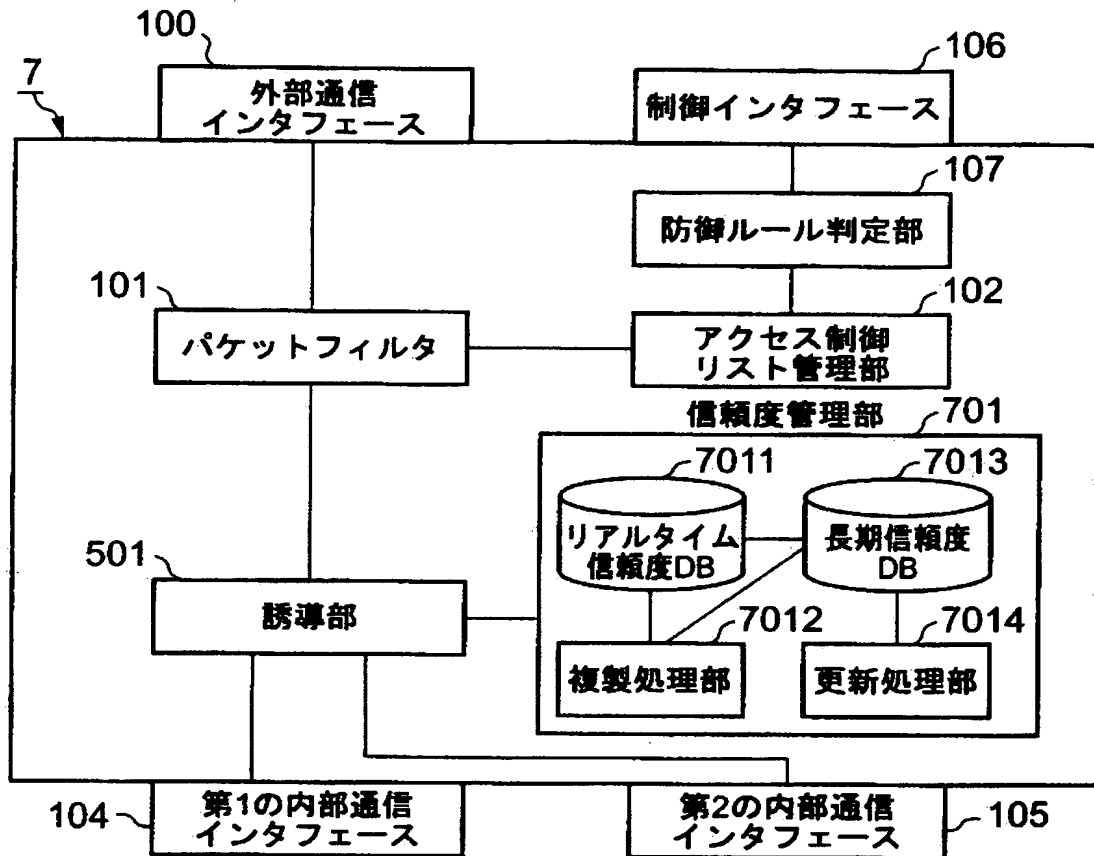 100
106
7
外部通信
インタフェース
制御インタフェース
107
防御ルール判定部
101
102
パケットフィルタ
アクセス制御
リスト管理部
信頼度管理部
701
7011
7013
リアルタイム
信頼度DB
長期信頼度
DB
501
誘導部
7012
7014
複製処理部
更新処理部
104
第1の内部通信
インタフェース
第2の内部通信
インタフェース
105